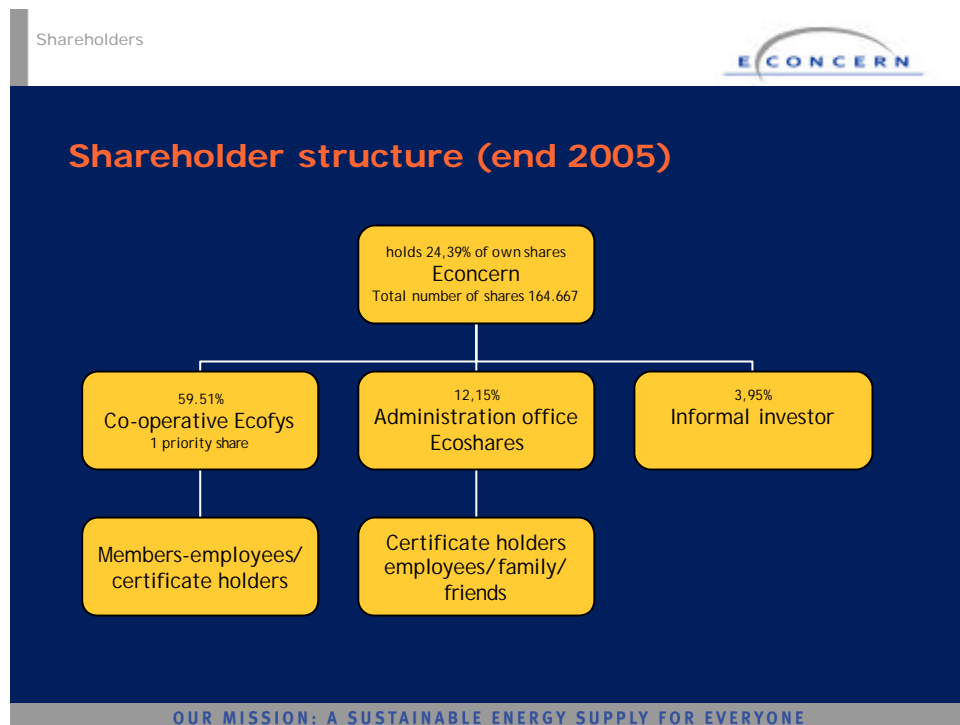 Shareholders
ECONCERN
Shareholder structure (end 2005)
holds 24,39% of own shares
Econcern
Total number of shares 164.667
59.51%
Co-operative Ecofys
1 priority share
12,15%
Administration office
Ecoshares
3,95%
Informal investor
Members-employees/
certificate holders
Certificate holders
employees/family/
friends
OUR MISSION: A SUSTAINABLE ENERGY SUPPLY FOR EVERYONE